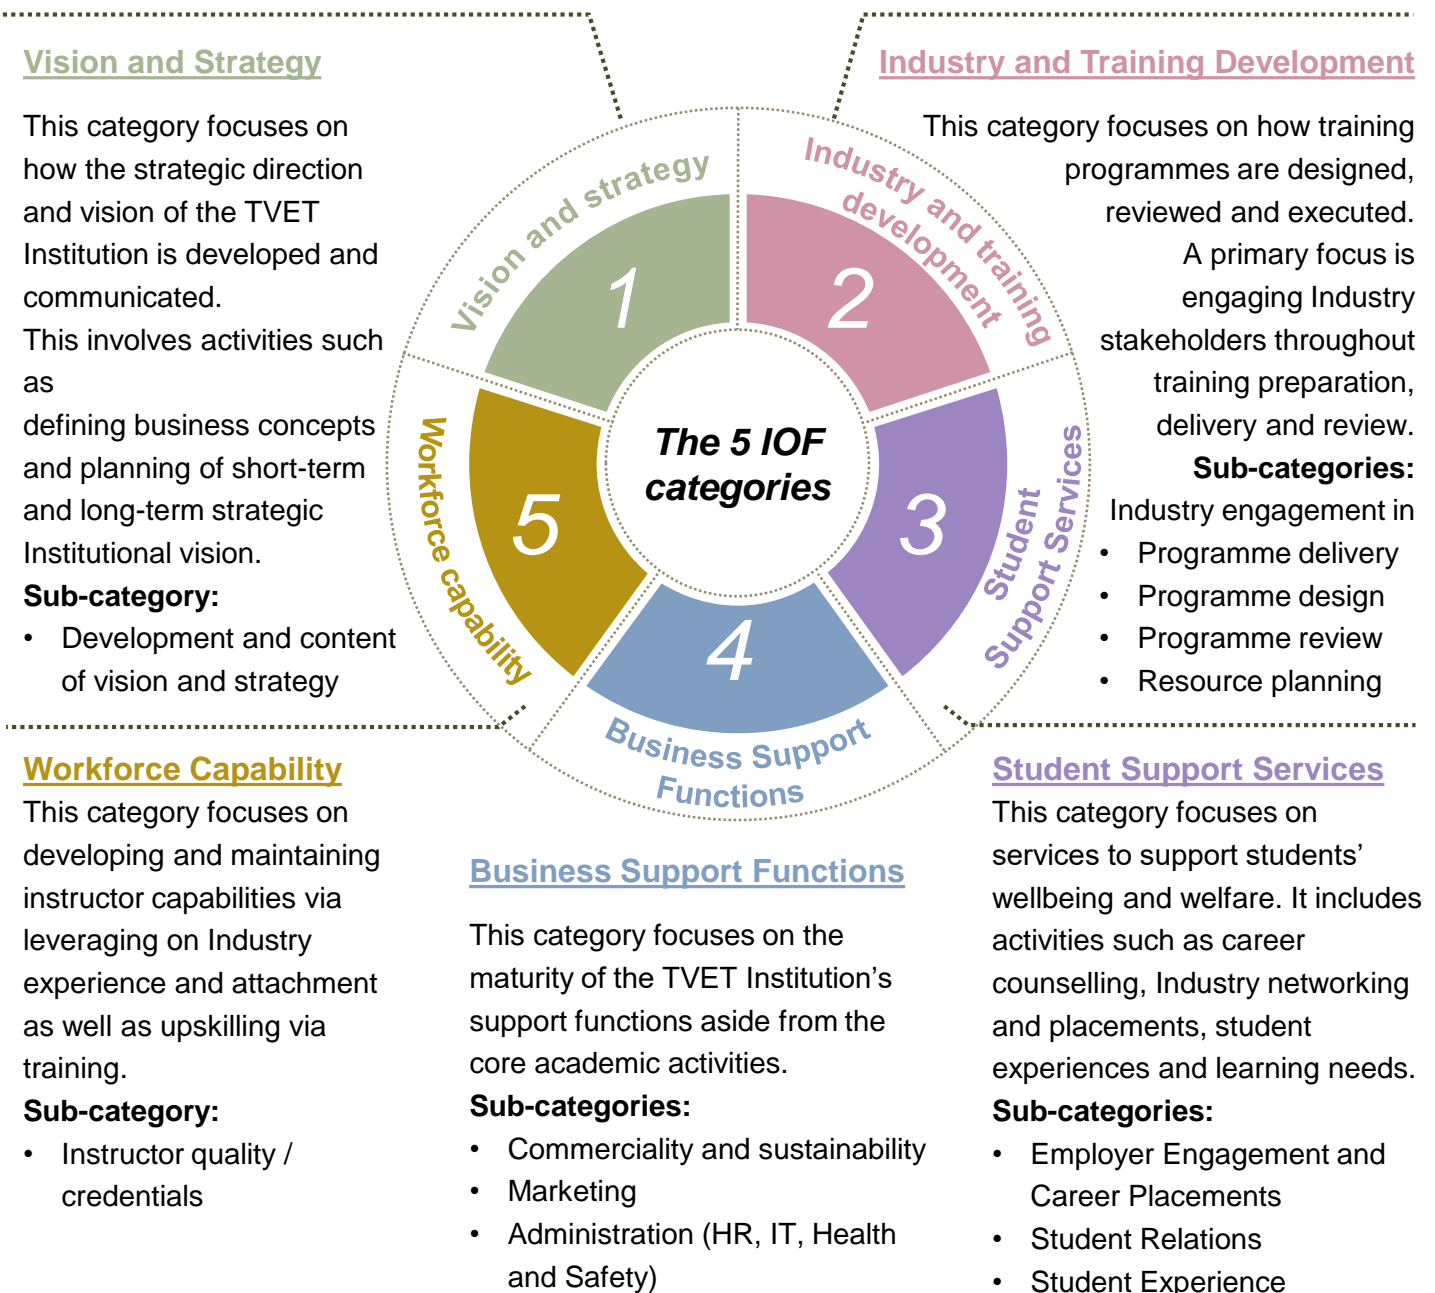 Vision and Strategy
This category focuses on
how the strategic direction
and vision of the TVET
Institution is developed and
communicated.
This involves activities such
as
defining business concepts
and planning of short-term
and long-term strategic
Institutional vision.
Sub-category:
• Development and content
of vision and strategy
Industry and Training Development
This category focuses on how training
programmes are designed,
reviewed and executed.
A primary focus is
engaging Industry
stakeholders throughout
training preparation,
delivery and review.
Sub-categories:
Industry engagement in
• Programme delivery
• Programme design
• Programme review
• Resource planning
Vision and strategy
1
Industry and training
development
2
Student
Support Services
3
Business Support
Functions
4
Workforce capability
5
The 5 IOF
categories
Workforce Capability
This category focuses on
developing and maintaining
instructor capabilities via
leveraging on Industry
experience and attachment
as well as upskilling via
training.
Sub-category:
• Instructor quality /
credentials
Business Support Functions
This category focuses on the
maturity of the TVET Institution’s
support functions aside from the
core academic activities.
Sub-categories:
• Commerciality and sustainability
• Marketing
• Administration (HR, IT, Health
and Safety)
Student Support Services
This category focuses on
services to support students’
wellbeing and welfare. It includes
activities such as career
counselling, Industry networking
and placements, student
experiences and learning needs.
Sub-categories:
• Employer Engagement and
Career Placements
• Student Relations
• Student Experience